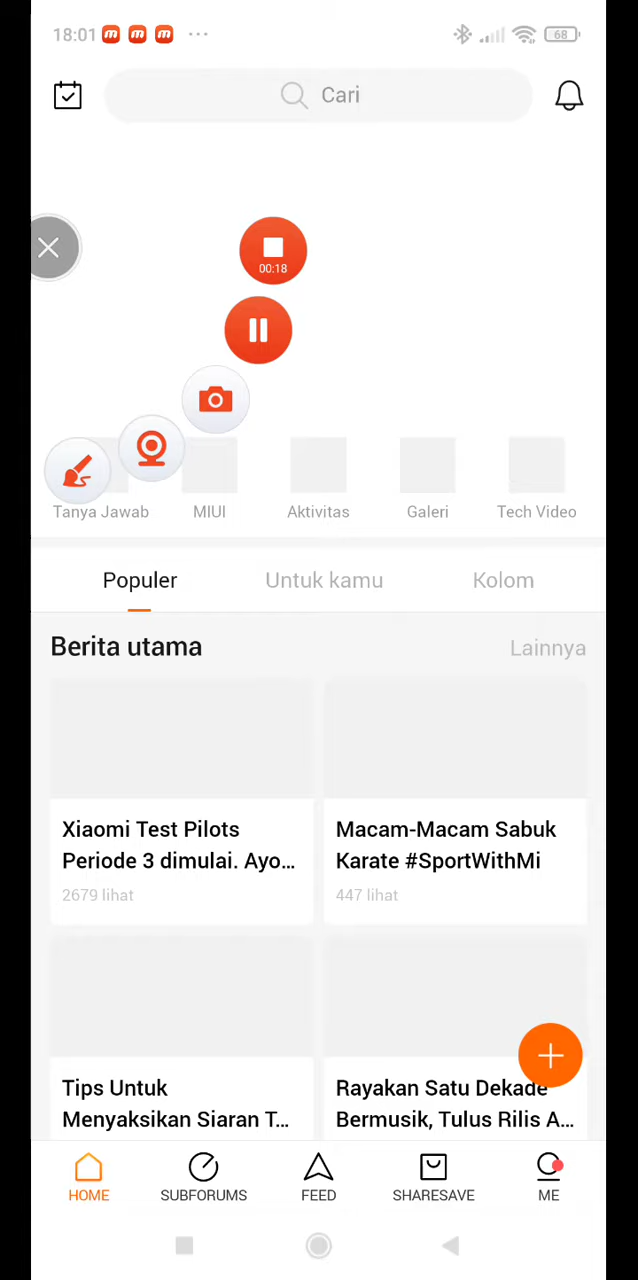 18:01
68
Cari
00:18
Tanya Jawab
MIUI
Aktivitas
Galeri
Tech Video
Populer
Untuk kamu
Kolom
Berita utama
Lainnya
Xiaomi Test Pilots
Periode 3 dimulai. Ayo...
2679 lihat
Macam-Macam Sabuk
Karate #SportWithMi
447 lihat
Tips Untuk
Menyaksikan Siaran T...
Rayakan Satu Dekade
Bermusik, Tulus Rilis A...
HOME
SUBFORUMS
FEED
SHARESAVE
ME